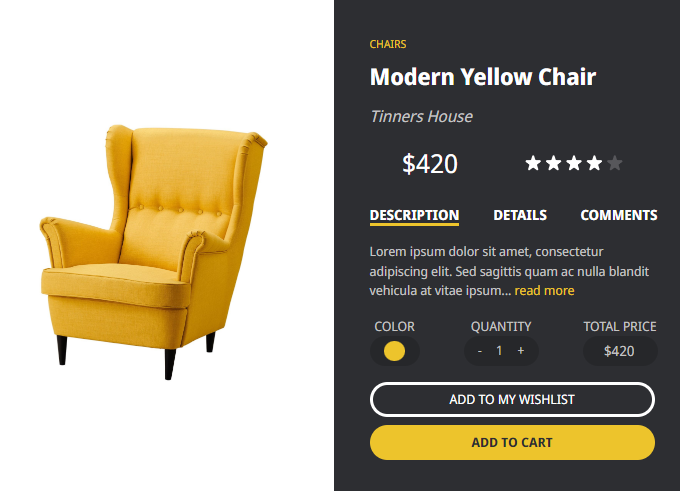 CHAIRS
Modern Yellow Chair
Tinners House
$420
DESCRIPTION DETAILS COMMENTS
Lorem ipsum dolor sit amet, consectetur
adipiscing elit. Sed sagittis quam ac nulla blandit
vehicula at vitae ipsum... read more
COLOR QUANTITY TOTAL PRICE
- 1 + $420
ADD TO MY WISHLIST
ADD TO CART